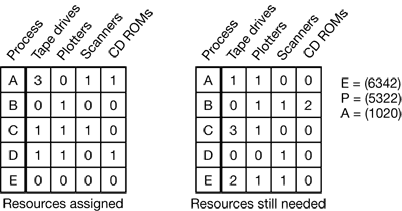 Process Tape drives Plotters Scanners CD ROMs
A 3 0 1 1
B 0 1 0 0
C 1 1 1 0
D 1 1 0 1
E 0 0 0 0
Resources assigned
Process Tape drives Plotters Scanners CD ROMs
A 1 1 0 0
B 0 1 1 2
C 3 1 0 0
D 0 0 1 0
E 2 1 1 0
Resources still needed
E = (6342)
P = (5322)
A = (1020)